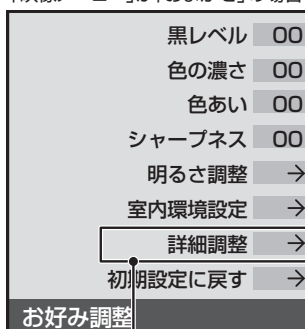 黒レベル 00
色の濃さ 00
色あい 00
シャープネス 00
明るさ調整 →
室内環境設定 →
詳細調整 →
初期設定に戻す →
お好み調整